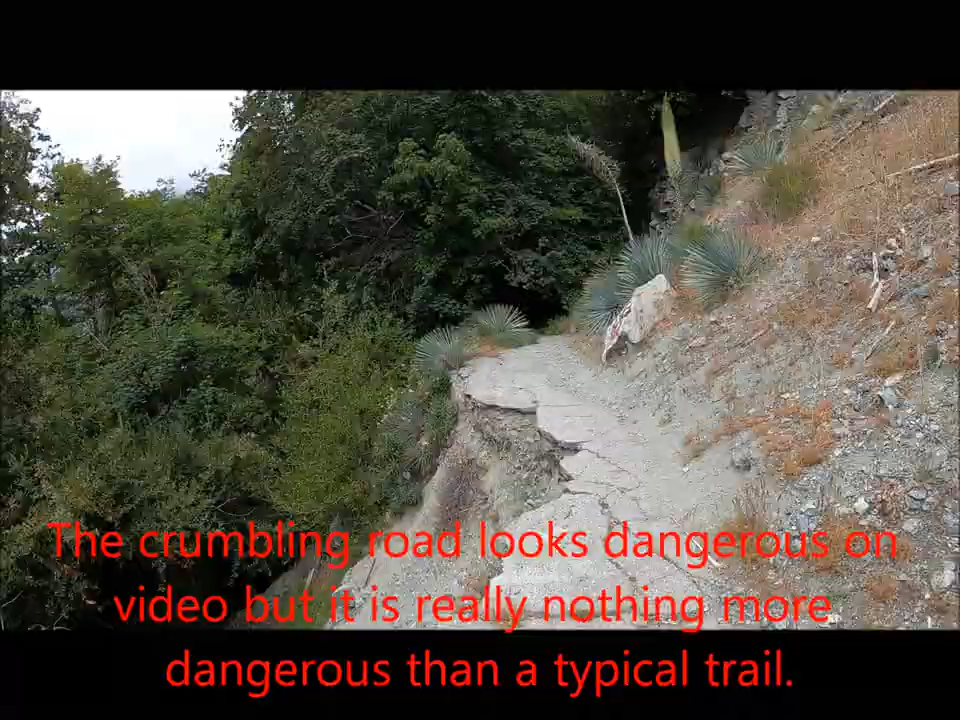 The crumbling road looks dangerous on
video but it is really nothing more
dangerous than a typical trail.